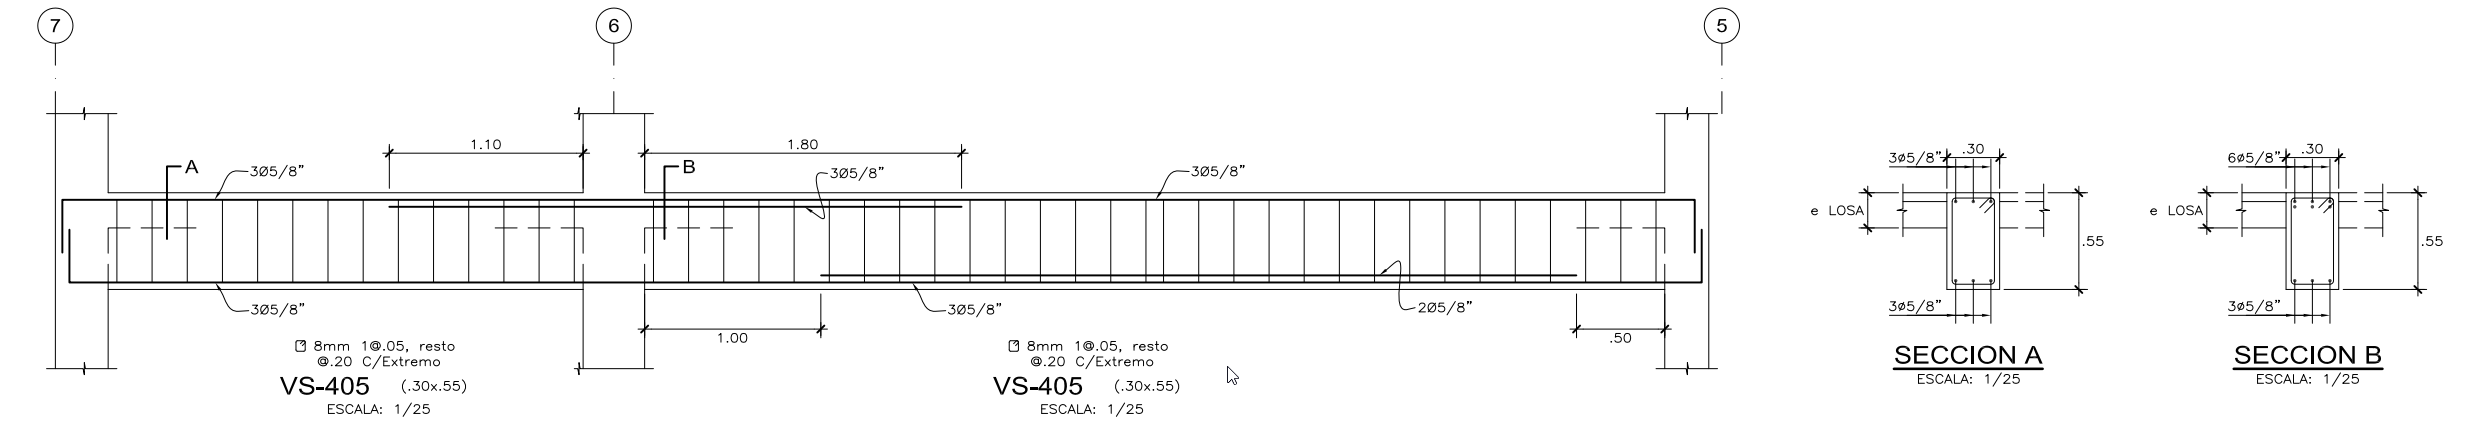 7
6
5
1.10
1.80
A
3Ø5/8"
B
3Ø5/8"
3Ø5/8"
3Ø5/8"
3Ø5/8"
2Ø5/8"
1.00
.50
8mm 1@.05, resto
@.20 C/Extremo
VS-405 (.30x.55)
ESCALA: 1/25
8mm 1@.05, resto
@.20 C/Extremo
VS-405 (.30x.55)
ESCALA: 1/25
.30
3ø5/8"
e LOSA
.55
3ø5/8"
SECCION A
ESCALA: 1/25
.30
6ø5/8"
e LOSA
.55
3ø5/8"
SECCION B
ESCALA: 1/25